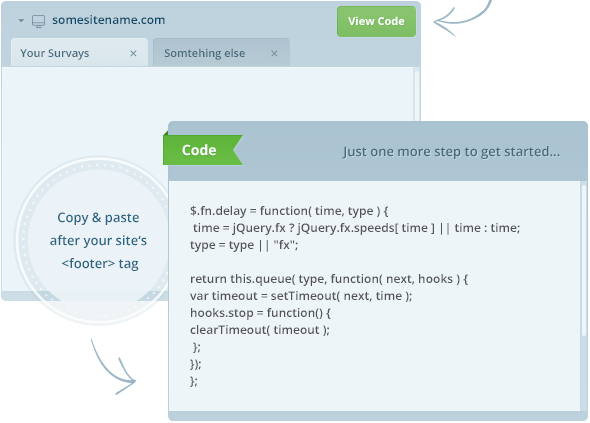 somesitename.com
View Code
Your Survays ×
Somtehing else ×
Code
Just one more step to get started...
Copy & paste
after your site's
<footer> tag
$.fn.delay = function( time, type ) {
time = jQuery.fx ? jQuery.fx.speeds[ time ] || time : time;
type = type || "fx";
return this.queue( type, function( next, hooks ) {
var timeout = setTimeout( next, time );
hooks.stop = function() {
clearTimeout( timeout );
};
});
};